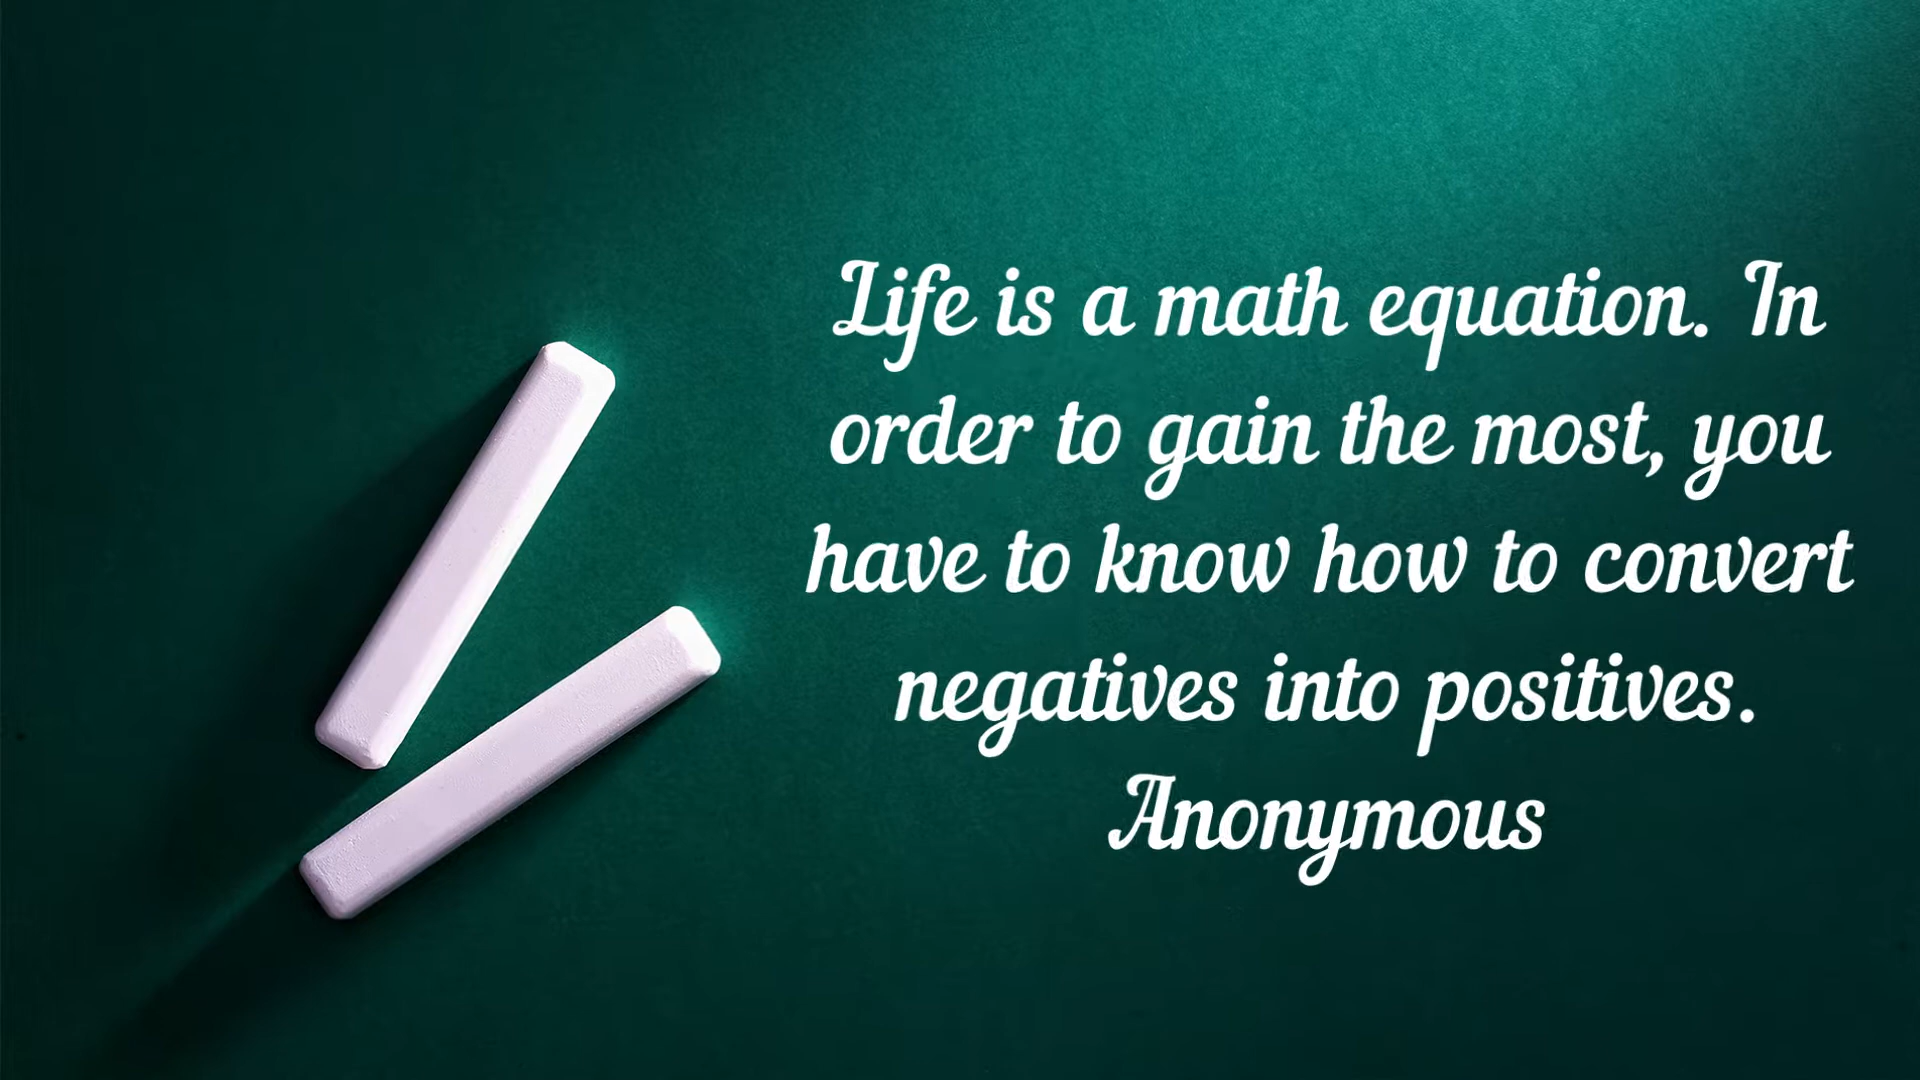 Life is a math equation. In
order to gain the most, you
have to know how to convert
negatives into positives.
Anonymous